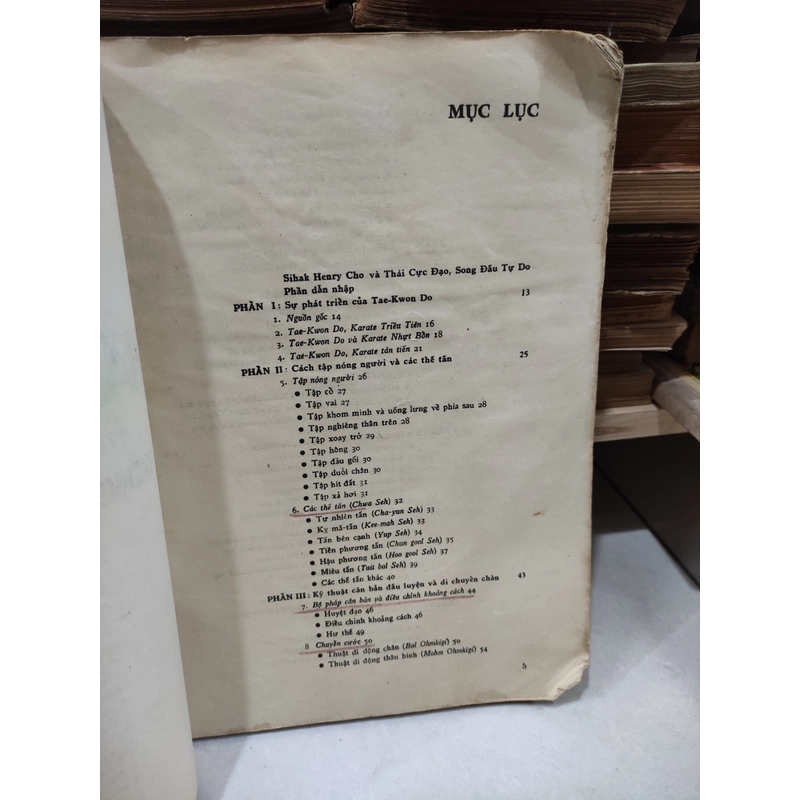 MỤC LỤC
Sihak Henry Cho và Thái Cực Đạo, Song Đấu Tự Do
Phần dẫn nhập
PHẦN I: Sự phát triển của Tae-Kwon Do 13
1. Nguồn gốc 14
2. Tae-Kwon Do, Karate Triều Tiên 16
3. Tae-Kwon Do và Karate Nhựt Bổn 18
4. Tae-Kwon Do, Karate tân tiến 21
PHẦN II: Cách tập nóng người và các thế tấn 25
5. Tập nóng người 26
• Tập cổ 27
• Tập vai 27
• Tập khom mình và uống lưng về phía sau 28
• Tập nghiêng thân trên 28
• Tập xoay trở 29
• Tập hông 30
• Tập đầu gối 30
• Tập duỗi chân 30
• Tập hít đất 31
• Tập xả hơi 31
6. Các thế tấn (Chwa Seh) 32
• Tự nhiên tấn (Cha-yun Seh) 33
• Kỵ mã-tấn (Kee-mah Seh) 33
• Tấn bên cạnh (Yup Seh) 34
• Tiền phương tấn (Chun gool Seh) 35
• Hậu phương tấn (Hoo gool Seh) 37
• Miêu tấn (Tuit bal Seh) 39
• Các thế tấn khác 40
PHẦN III: Kỹ thuật căn bản đấu luyện và di chuyển chân 43
7. Bộ pháp căn bản và điều chỉnh khoảng cách 44
• Huyệt đạo 46
• Điều chỉnh khoảng cách 46
• Hư thế 49
8 Chuyển cước 50
• Thuật di động chân (Bal Ohmkigi) 50
• Thuật di động thân hình (Mohm Ohmkigi) 54
5